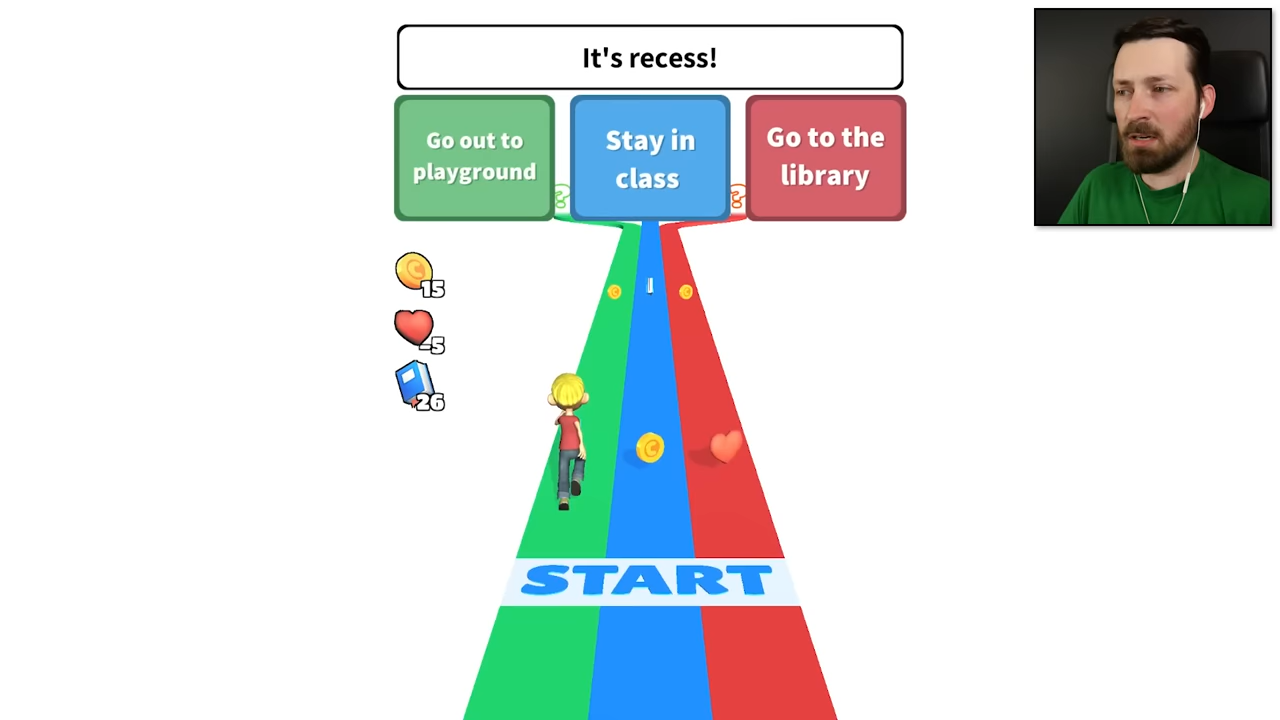 It's recess!
Go out to
playground
Stay in
class
Go to the
library
15
-5
26
START